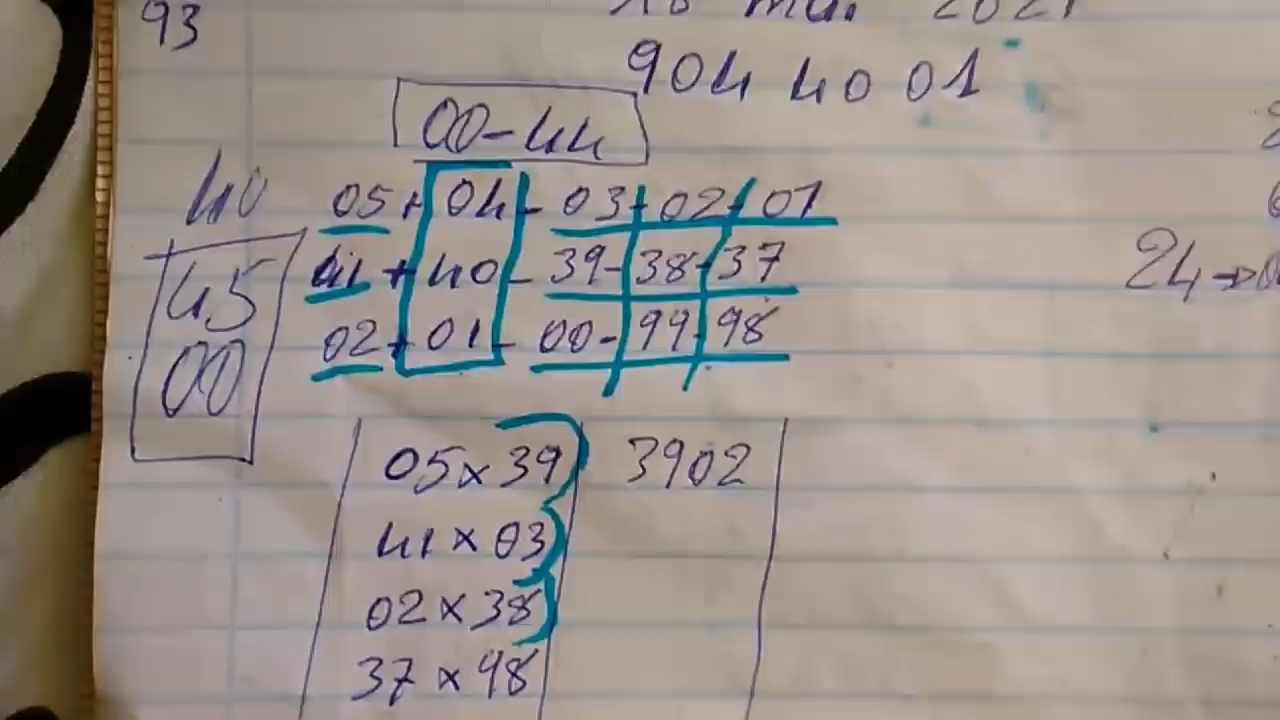 93
2021
904 40 01
00-44
40 05+04-03+02+01
45 41+40-39-38-37
00 02+01-00-99-98
24→
05x39 3902
41x03
02x38
37x98